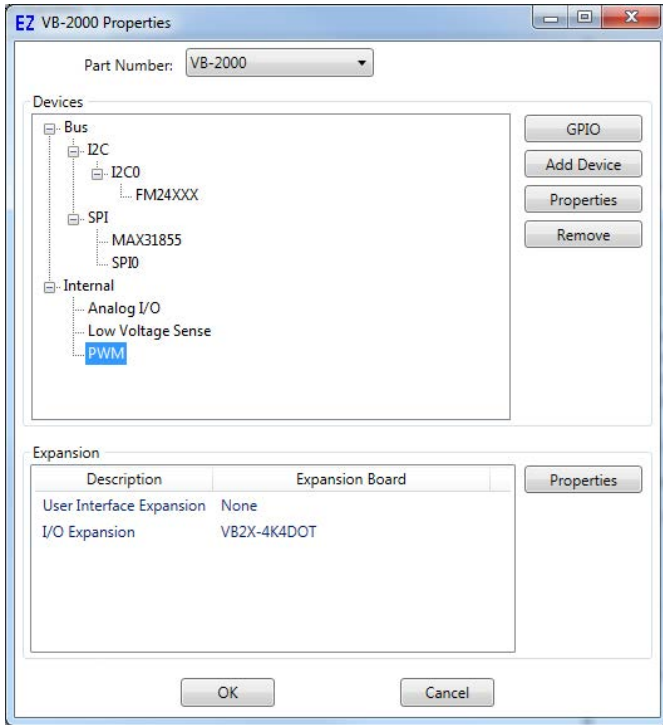 EZ VB-2000 Properties
Part Number: VB-2000
Devices
Bus
I2C
I2C0
FM24XXX
SPI
MAX31855
SPI0
Internal
Analog I/O
Low Voltage Sense
PWM
GPIO
Add Device
Properties
Remove
Expansion
Description Expansion Board
User Interface Expansion None
I/O Expansion VB2X-4K4DOT
Properties
OK Cancel